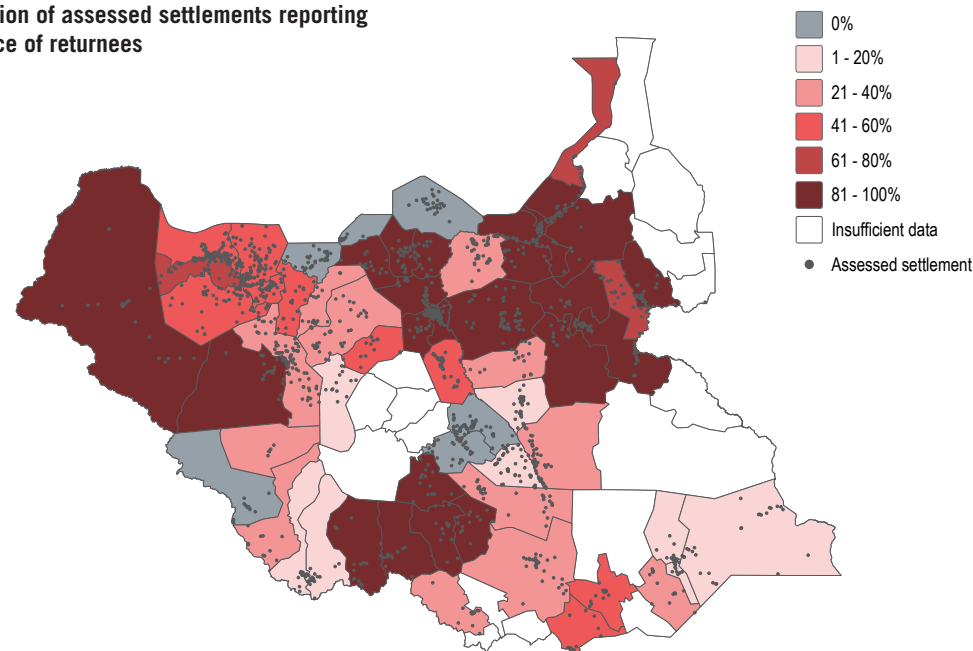 ion of assessed settlements reporting
ce of returnees
0%
1 - 20%
21 - 40%
41 - 60%
61 - 80%
81 - 100%
Insufficient data
Assessed settlement